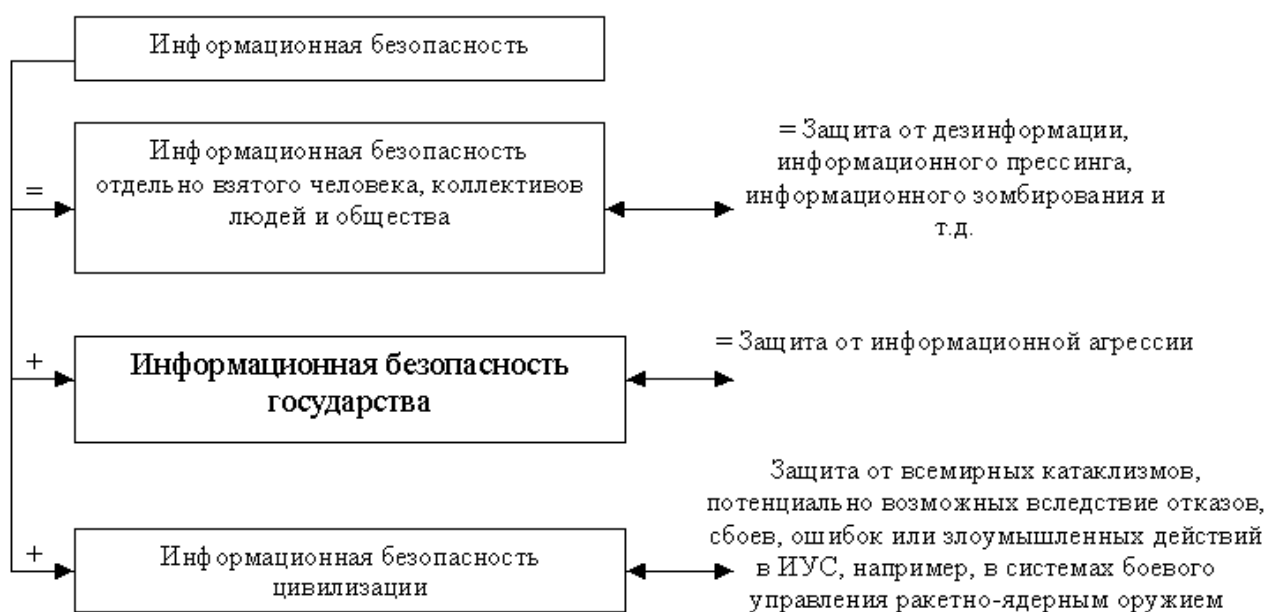 Информационная безопасность
Информационная безопасность
отдельно взятого человека, коллективов
людей и общества
=
= Защита от дезинформации,
информационного прессинга,
информационного зомбирования и
т.д.
+
Информационная безопасность
государства
= Защита от информационной агрессии
+
Информационная безопасность
цивилизации
Защита от всемирных катаклизмов,
потенциально возможных вследствие отказов,
сбоев, ошибок или злоумышленных действий
в ИУС, например, в системах боевого
управления ракетно-ядерным оружием